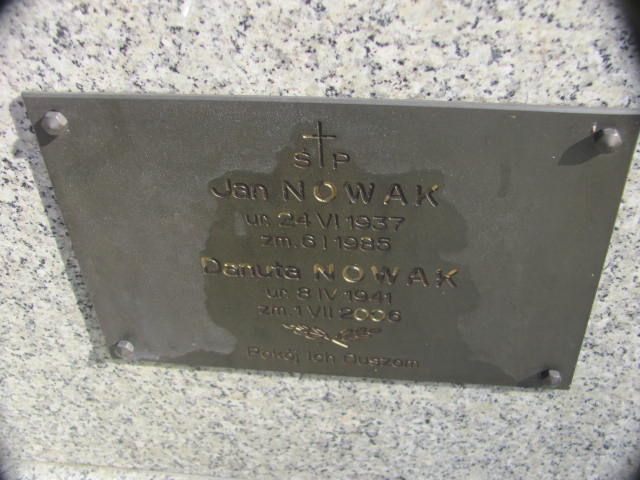 Ś P
Jan NOWAK
ur. 24 VI 1937
zm. 6 I 1985
Danuta NOWAK
ur. 8 IV 1941
zm. 1 VII 2006
Pokój Ich Duszom